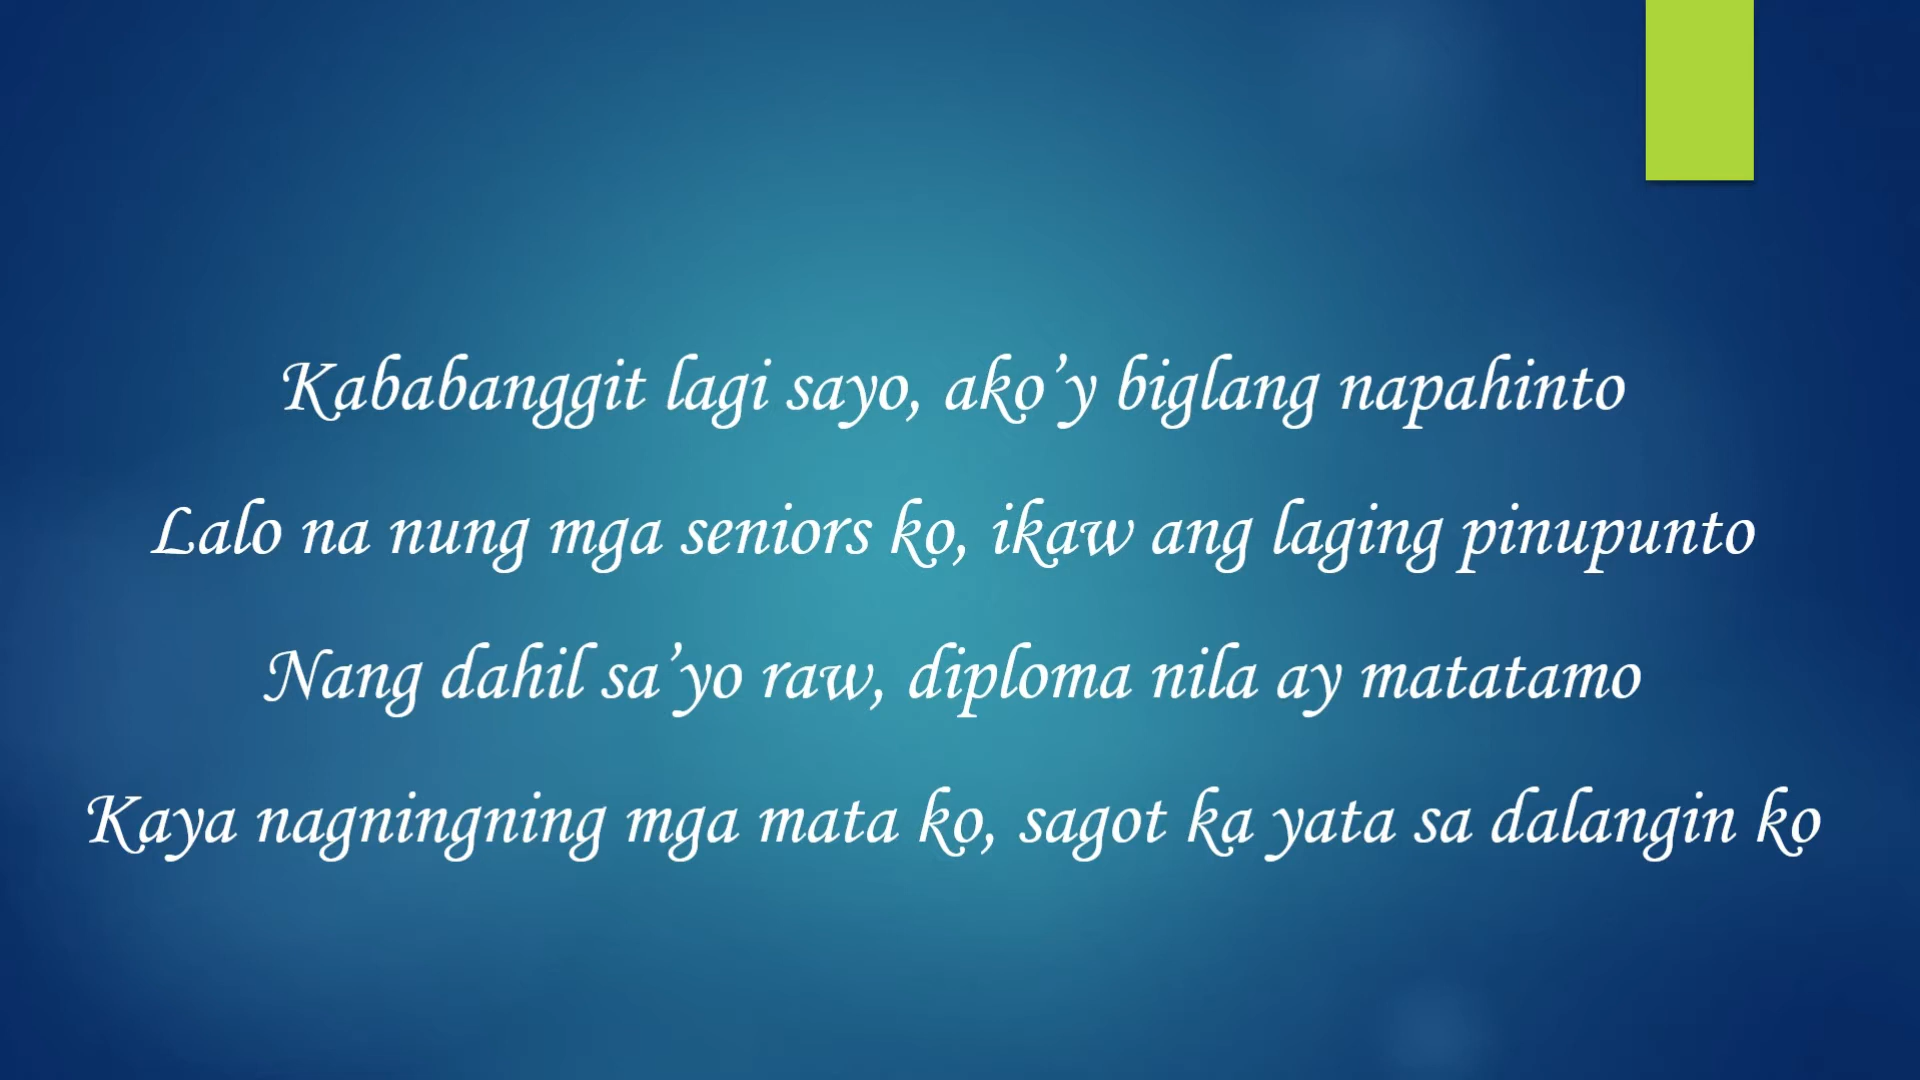 Kababanggit lagi sayo, ako’y biglang napahinto
Lalo na nung mga seniors ko, ikaw ang laging pinupunto
Nang dahil sa’yo raw, diploma nila ay matatamo
Kaya nagningning mga mata ko, sagot ka yata sa dalangin ko